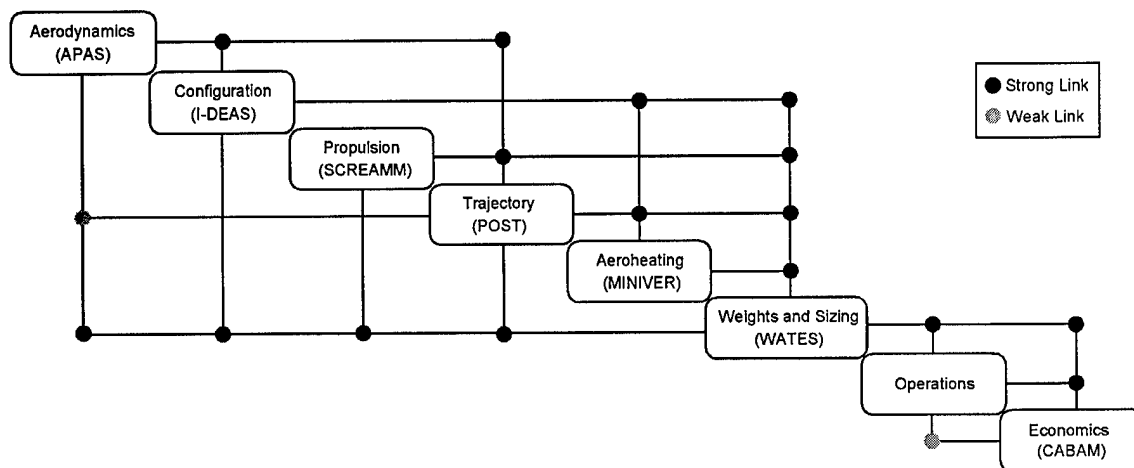 Aerodynamics
(APAS)
Configuration
(I-DEAS)
Strong Link
Weak Link
Propulsion
(SCREAMM)
Trajectory
(POST)
Aeroheating
(MINIVER)
Weights and Sizing
(WATES)
Operations
Economics
(CABAM)